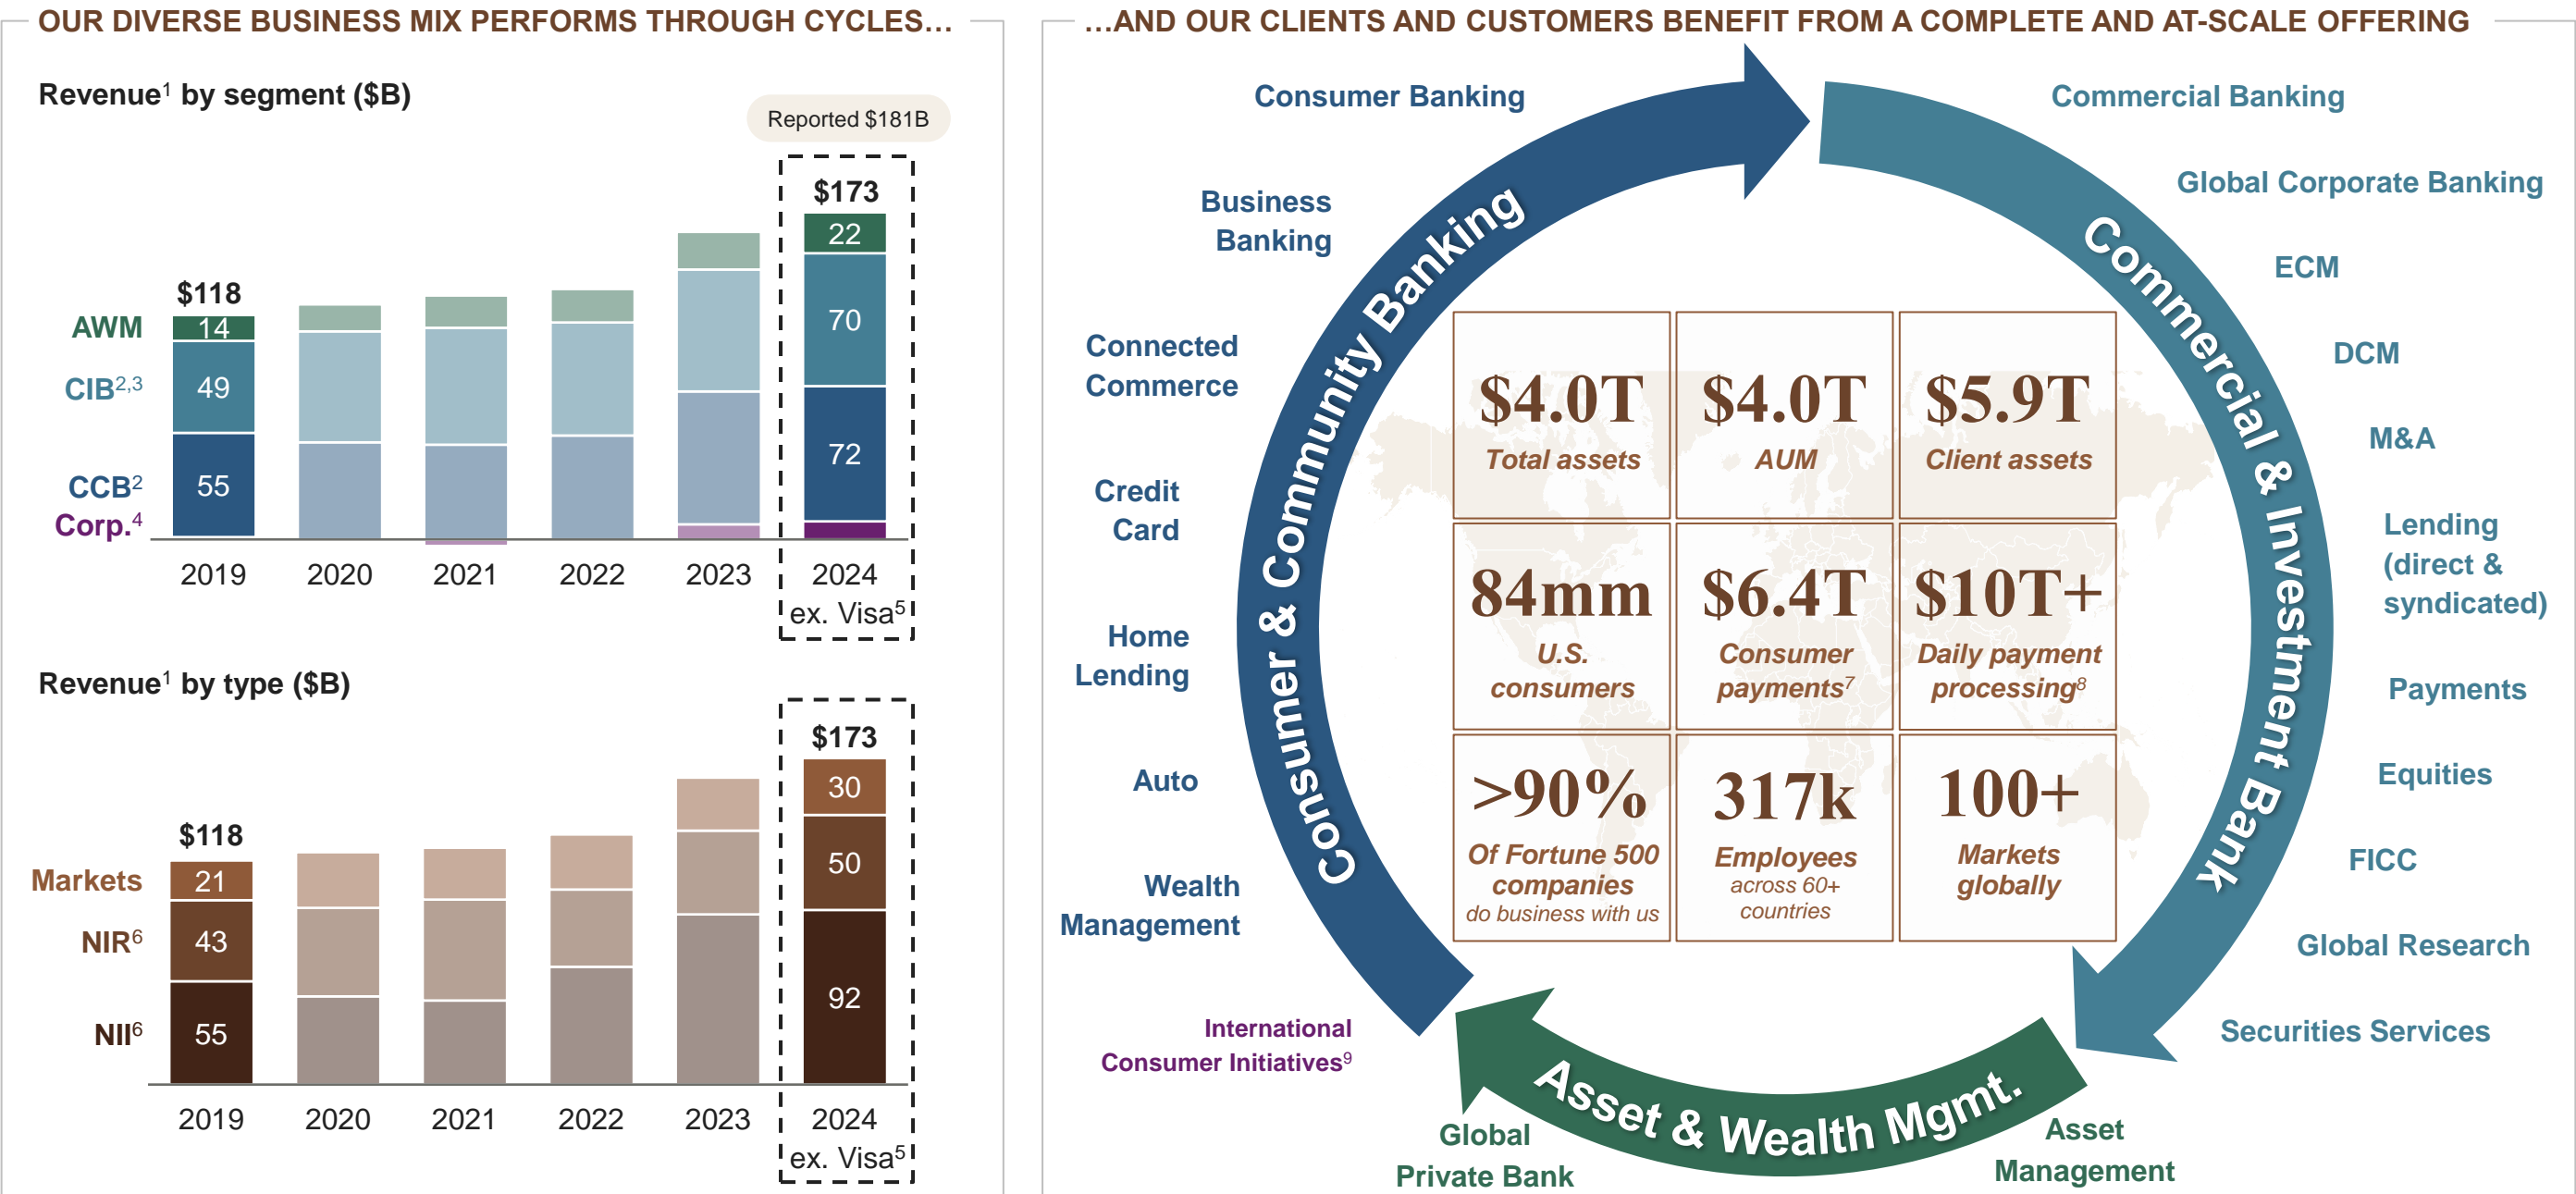 OUR DIVERSE BUSINESS MIX PERFORMS THROUGH CYCLES…
Revenue1 by segment ($B)
Reported $181B
$173
22
70
72
$118
14
49
55
AWM
CIB2,3
CCB2
Corp.4
2019
2020
2021
2022
2023
2024
ex. Visa5
Revenue1 by type ($B)
$173
30
50
92
$118
21
43
55
Markets
NIR6
NII6
2019
2020
2021
2022
2023
2024
ex. Visa5
…AND OUR CLIENTS AND CUSTOMERS BENEFIT FROM A COMPLETE AND AT-SCALE OFFERING
Consumer & Community Banking
Consumer Banking
Business
Banking
Connected
Commerce
Credit
Card
Home
Lending
Auto
Wealth
Management
International
Consumer Initiatives9
$4.0T
Total assets
$4.0T
AUM
$5.9T
Client assets
84mm
U.S.
consumers
$6.4T
Consumer
payments7
$10T+
Daily payment
processing8
>90%
Of Fortune 500
companies
do business with us
317k
Employees
across 60+
countries
100+
Markets
globally
Commercial & Investment Bank
Commercial Banking
Global Corporate Banking
ECM
DCM
M&A
Lending
(direct &
syndicated)
Payments
Equities
FICC
Global Research
Securities Services
Asset & Wealth Mgmt.
Global
Private Bank
Asset
Management